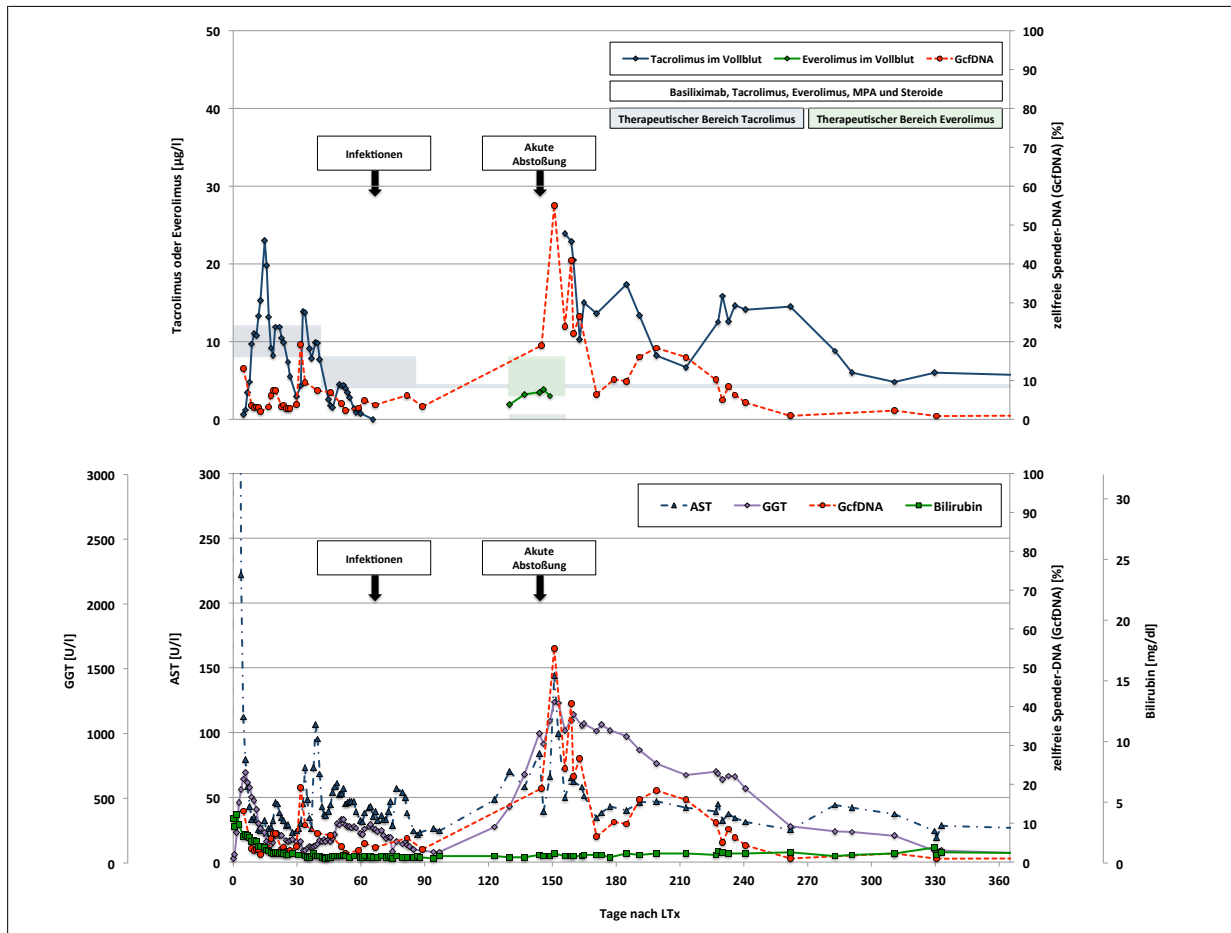 50
45
40
30
20
10
0
100
90
80
70
60
50
40
30
20
10
0
Tacrolimus oder Everolimus [µg/l]
zellfreie Spender-DNA (GcfDNA) [%]
Tacrolimus im Vollblut
Everolimus im Vollblut
GcfDNA
Basiliximab, Tacrolimus, Everolimus, MPA und Steroide
Therapeutischer Bereich Tacrolimus
Therapeutischer Bereich Everolimus
Infektionen
Akute
Abstoßung
3000
2500
2000
1500
1000
500
0
GGT [U/l]
300
250
200
150
100
50
0
AST [U/l]
AST
GGT
GcfDNA
Bilirubin
Infektionen
Akute
Abstoßung
100
90
80
70
60
50
40
30
20
10
0
zellfreie Spender-DNA (GcfDNA) [%]
30
25
20
15
10
5
0
Bilirubin [mg/dl]
0
30
60
90
120
150
180
210
240
270
300
330
360
Tage nach LTx